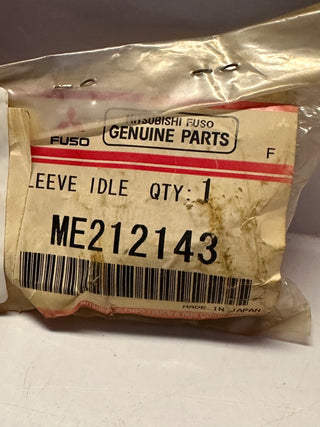 MITSUBISHI FUSO
GENUINE PARTS
FUSO
F
LEEVE IDLE QTY: 1
ME212143
MADE IN JAPAN